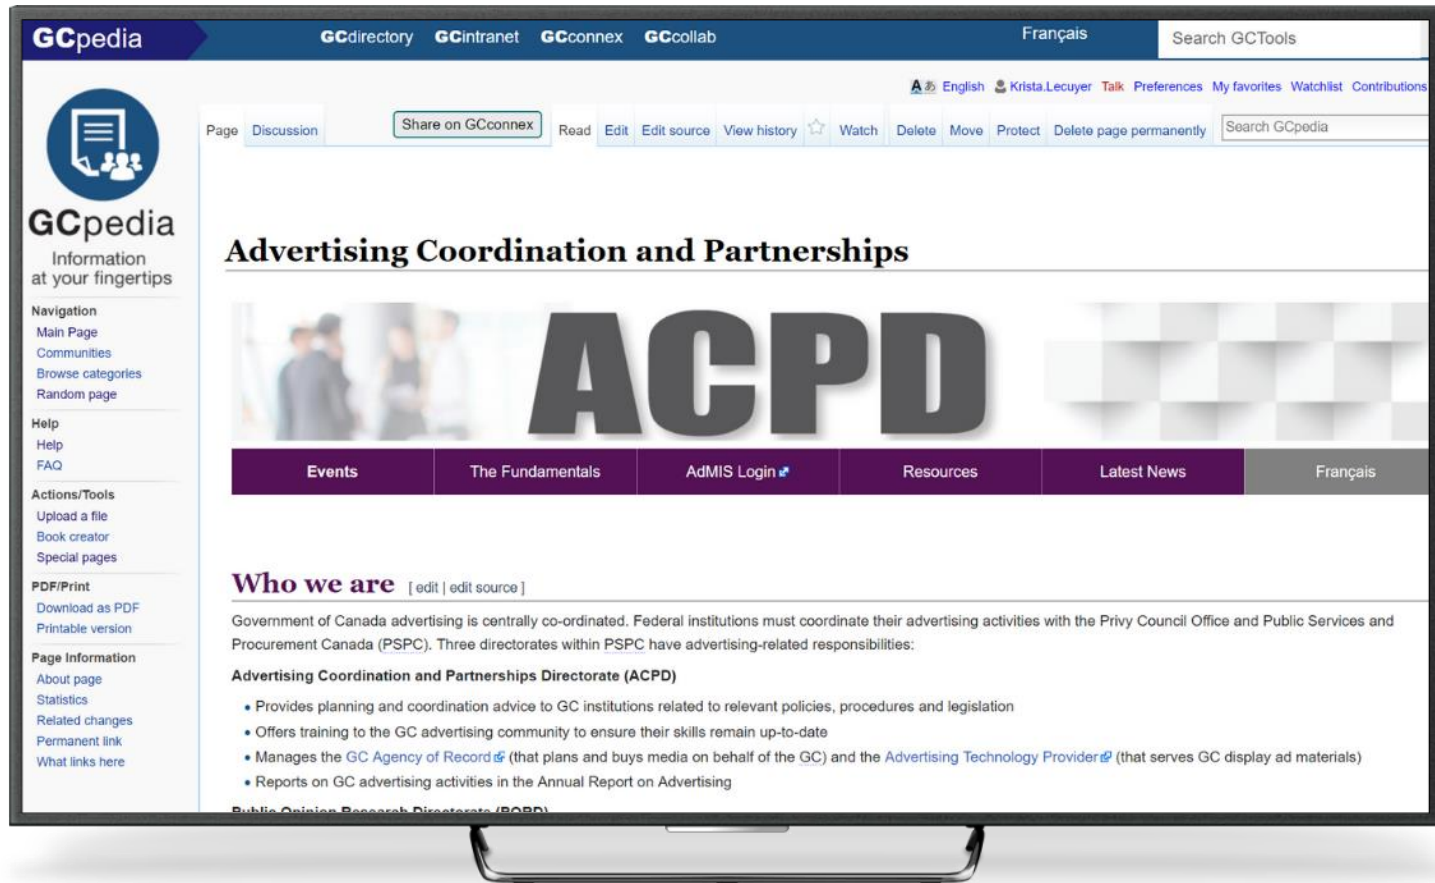 GCpedia
GCdirectory GCintranet GCconnex GCcollab
Français
Search GCTools
English Krista.Lecuyer Talk Preferences My favorites Watchlist Contributions
Page Discussion
Share on GCconnex
Read Edit Edit source View history Watch Delete Move Protect Delete page permanently
Search GCpedia
GCpedia
Information
at your fingertips
Navigation
Main Page
Communities
Browse categories
Random page
Help
Help
FAQ
Actions/Tools
Upload a file
Book creator
Special pages
PDF/Print
Download as PDF
Printable version
Page Information
About page
Statistics
Related changes
Permanent link
What links here
Advertising Coordination and Partnerships
ACPD
Events The Fundamentals AdMIS Login Resources Latest News Français
Who we are [ edit | edit source ]
Government of Canada advertising is centrally co-ordinated. Federal institutions must coordinate their advertising activities with the Privy Council Office and Public Services and
Procurement Canada (PSPC). Three directorates within PSPC have advertising-related responsibilities:
Advertising Coordination and Partnerships Directorate (ACPD)
• Provides planning and coordination advice to GC institutions related to relevant policies, procedures and legislation
• Offers training to the GC advertising community to ensure their skills remain up-to-date
• Manages the GC Agency of Record (that plans and buys media on behalf of the GC) and the Advertising Technology Provider (that serves GC display ad materials)
• Reports on GC advertising activities in the Annual Report on Advertising
Public Opinion Research Directorate (PORD)